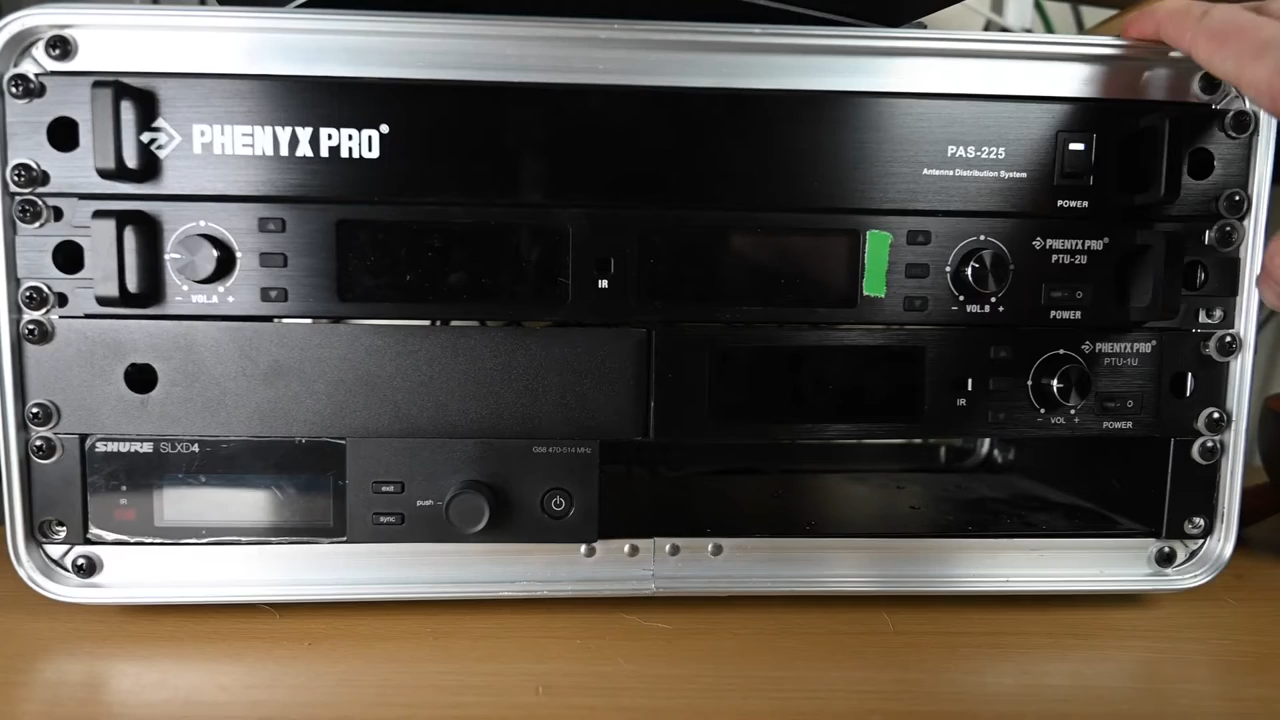 PHENYX PRO®
PAS-225
Antenna Distribution System
POWER
- VOL.A +
IR
- VOL.B +
PHENYX PRO®
PTU-2U
POWER
IR
- VOL +
PHENYX PRO®
PTU-1U
POWER
SHURE SLXD4
IR
exit
sync
push
G58 470-514 MHz